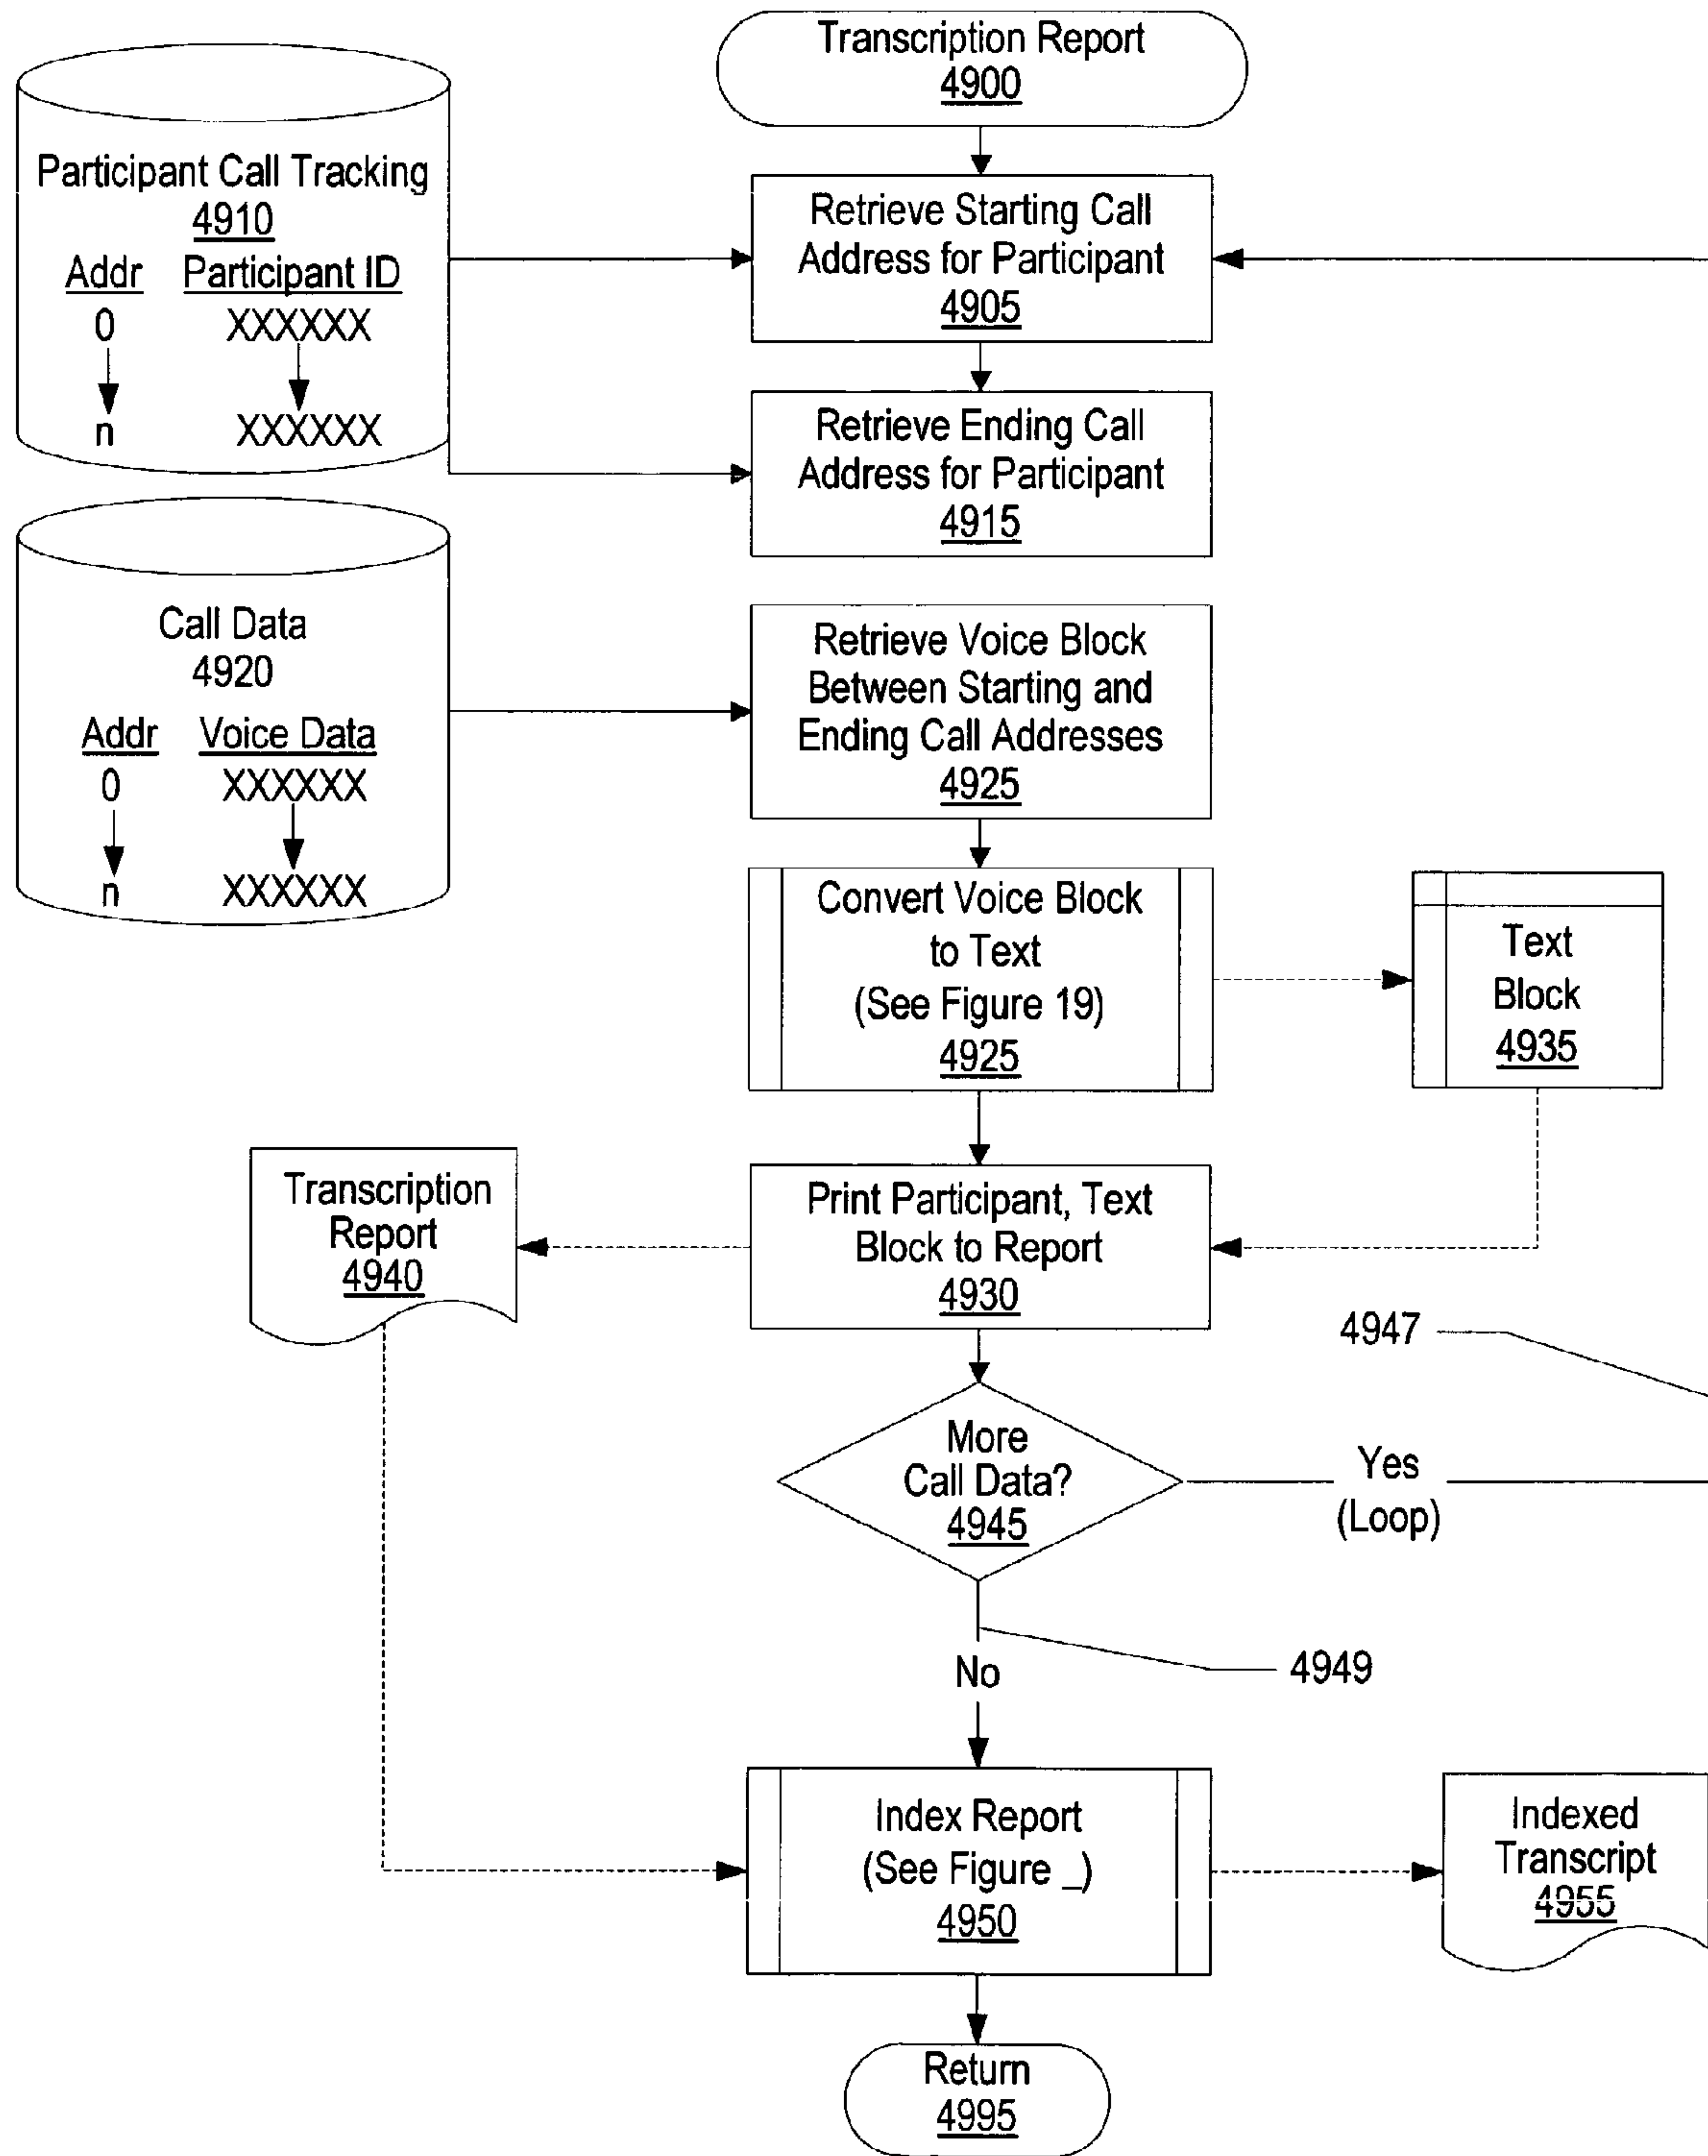 Transcription Report
4900
Participant Call Tracking
4910
Addr Participant ID
0 XXXXXX
n XXXXXX
Retrieve Starting Call
Address for Participant
4905
Retrieve Ending Call
Address for Participant
4915
Call Data
4920
Addr Voice Data
0 XXXXXX
n XXXXXX
Retrieve Voice Block
Between Starting and
Ending Call Addresses
4925
Convert Voice Block
to Text
(See Figure 19)
4925
Text
Block
4935
Transcription
Report
4940
Print Participant, Text
Block to Report
4930
4947
More
Call Data?
4945
Yes
(Loop)
No
4949
Index Report
(See Figure _)
4950
Indexed
Transcript
4955
Return
4995